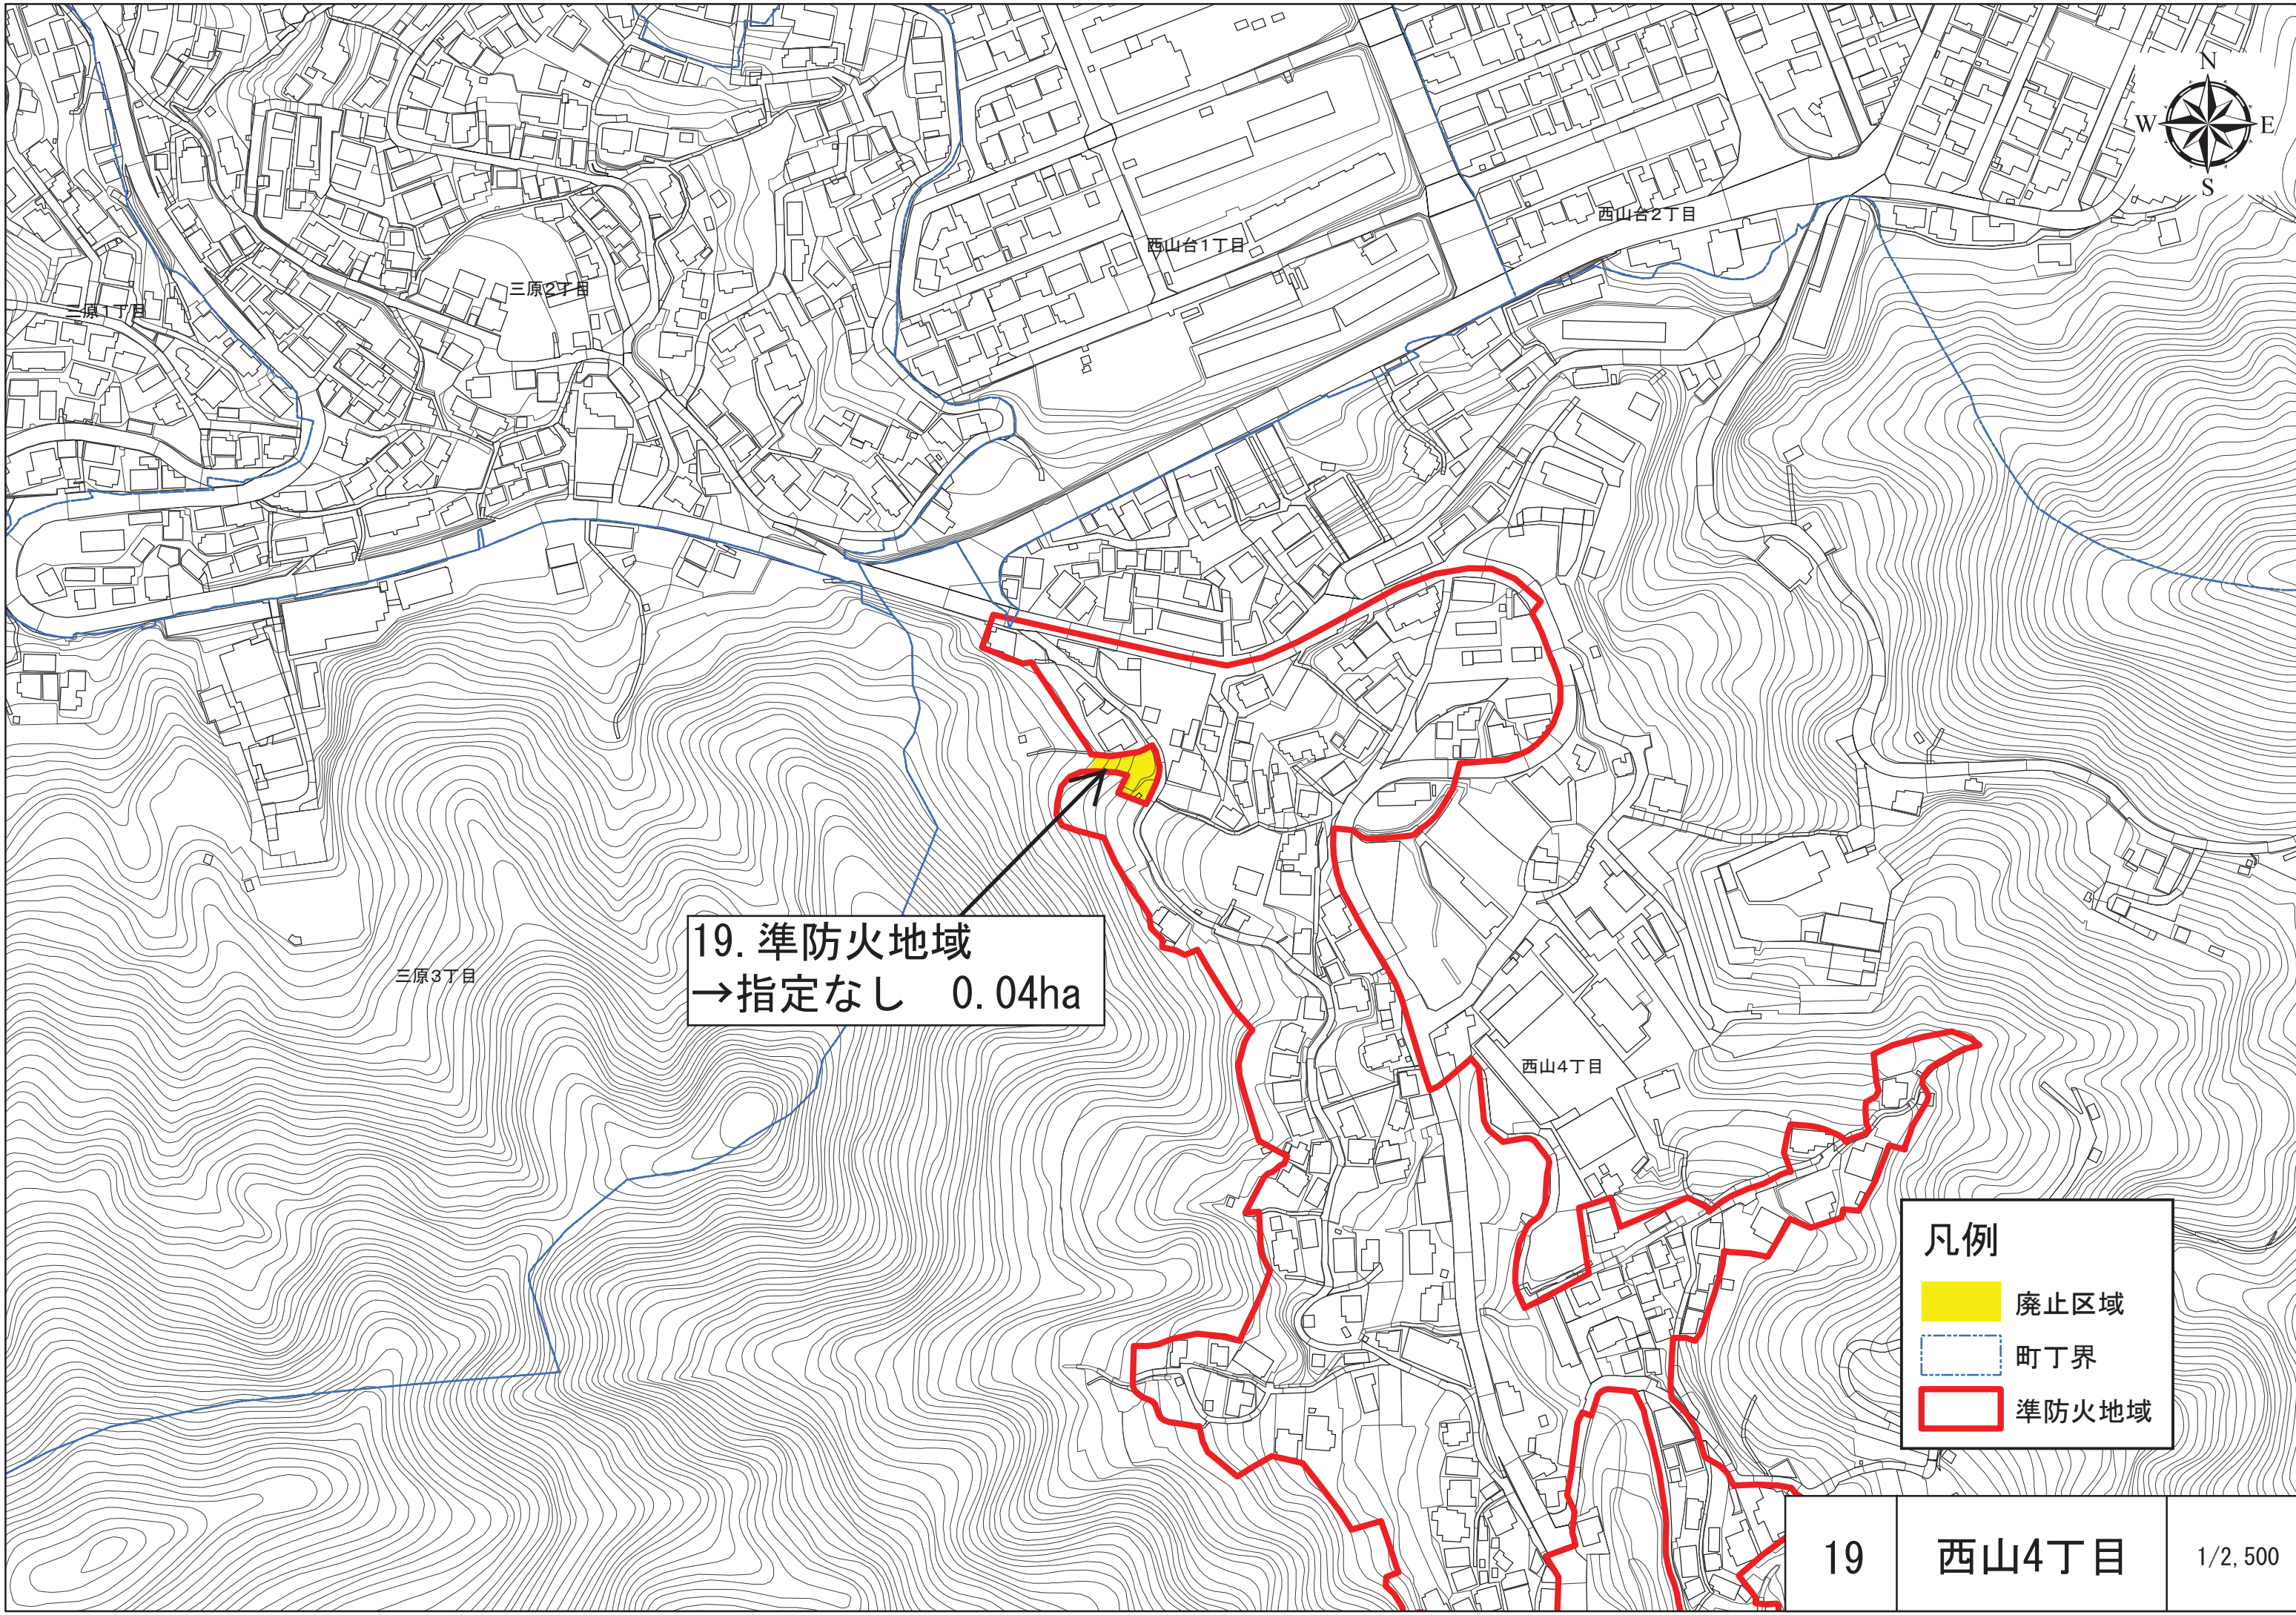 N
W
E
S
西山台2丁目
西山台1丁目
三原2丁目
三原1丁目
19. 準防火地域
→指定なし　0.04ha
三原3丁目
西山4丁目
凡例
廃止区域
町丁界
準防火地域
19
西山4丁目
1/2,500